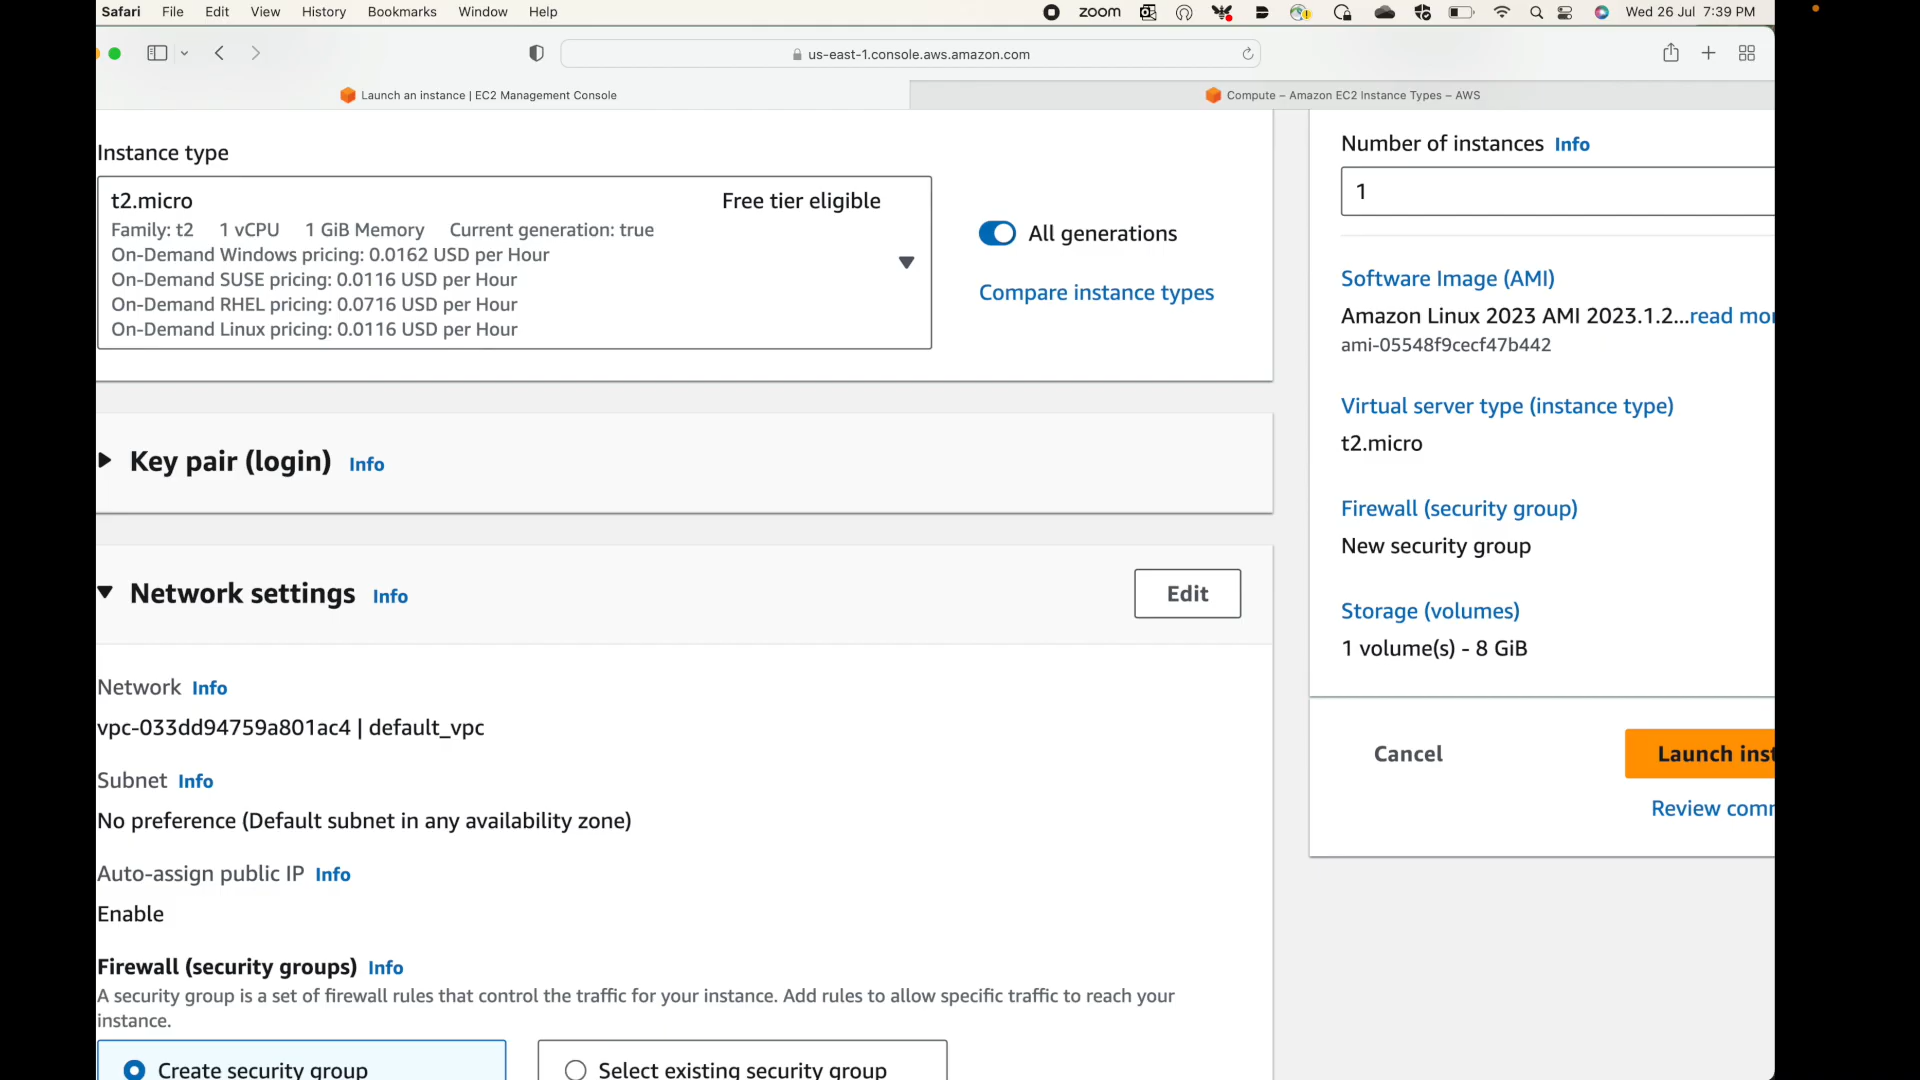 Safari File Edit View History Bookmarks Window Help zoom Wed 26 Jul 7:39 PM
us-east-1.console.aws.amazon.com
Launch an instance | EC2 Management Console
Compute – Amazon EC2 Instance Types – AWS
Instance type
t2.micro Free tier eligible
Family: t2 1 vCPU 1 GiB Memory Current generation: true
On-Demand Windows pricing: 0.0162 USD per Hour
On-Demand SUSE pricing: 0.0116 USD per Hour
On-Demand RHEL pricing: 0.0716 USD per Hour
On-Demand Linux pricing: 0.0116 USD per Hour
All generations
Compare instance types
Key pair (login) Info
Network settings Info
Edit
Network Info
vpc-033dd94759a801ac4 | default_vpc
Subnet Info
No preference (Default subnet in any availability zone)
Auto-assign public IP Info
Enable
Firewall (security groups) Info
A security group is a set of firewall rules that control the traffic for your instance. Add rules to allow specific traffic to reach your
instance.
Create security group
Select existing security group
Number of instances Info
1
Software Image (AMI)
Amazon Linux 2023 AMI 2023.1.2...read mor
ami-05548f9cecf47b442
Virtual server type (instance type)
t2.micro
Firewall (security group)
New security group
Storage (volumes)
1 volume(s) - 8 GiB
Cancel
Launch inst
Review comm